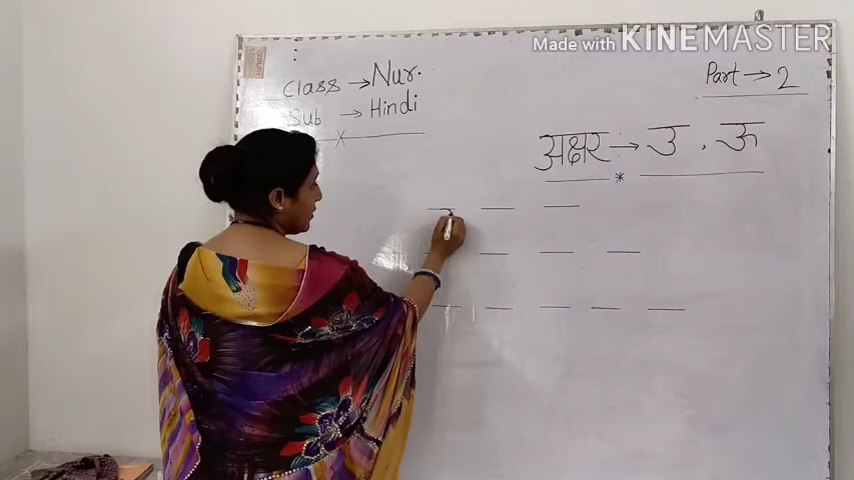 Made with KINEMASTER
Class → Nur.
Part → 2
Sub → Hindi
अक्षर → उ , ऊ